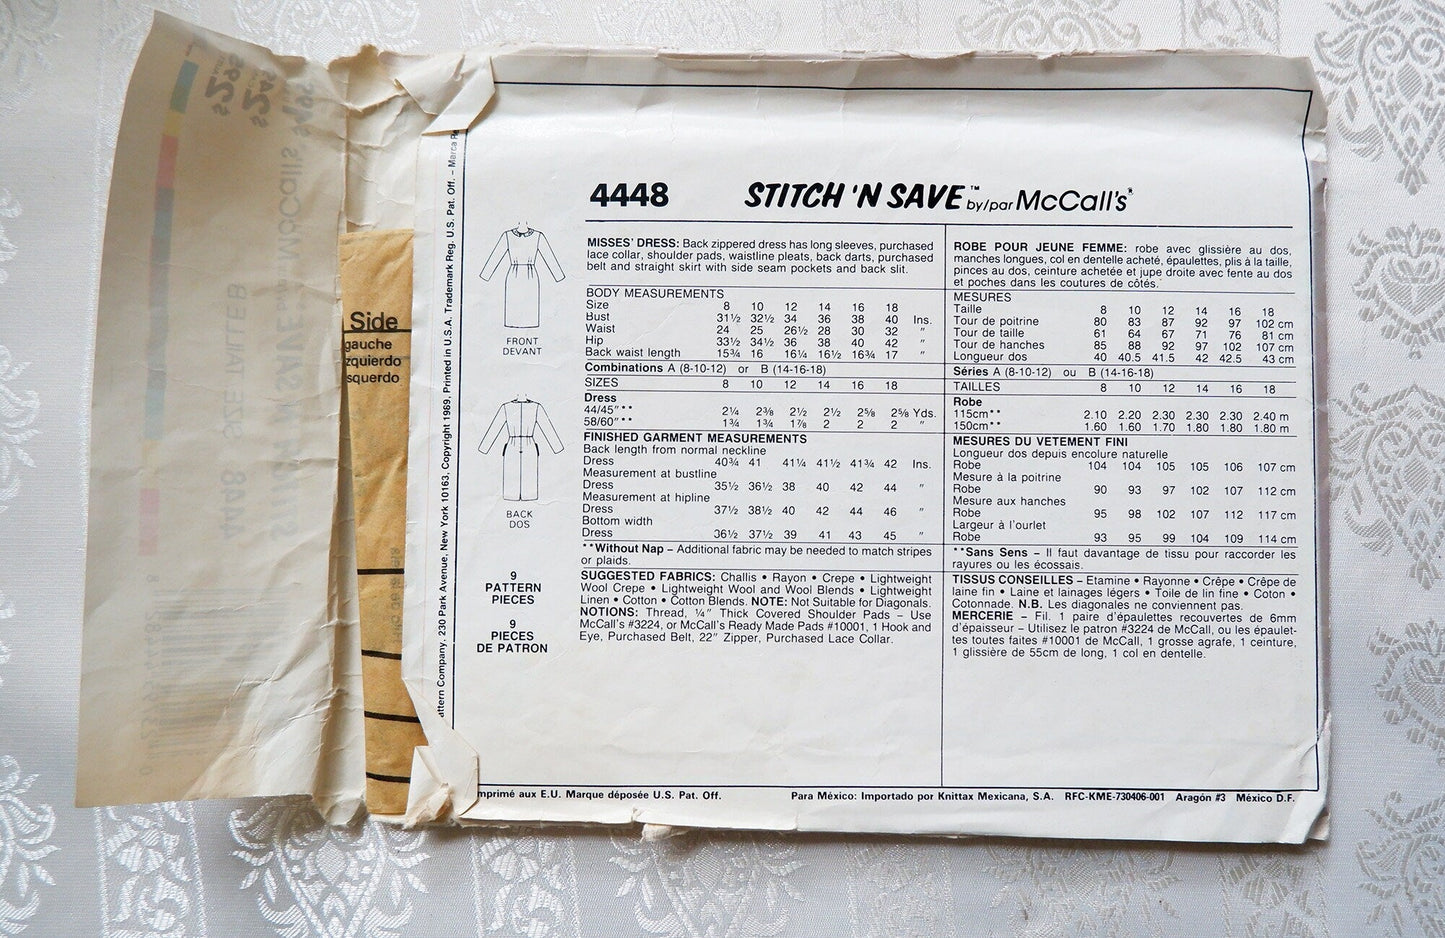 4448 STITCH 'N SAVE™ by/par McCall's®
MISSES' DRESS: Back zippered dress has long sleeves, purchased
lace collar, shoulder pads, waistline pleats, back darts, purchased
belt and straight skirt with side seam pockets and back slit.
BODY MEASUREMENTS
Size 8 10 12 14 16 18
Bust 31½ 32½ 34 36 38 40 Ins.
Waist 24 25 26½ 28 30 32 "
Hip 33½ 34½ 36 38 40 42 "
Back waist length 15¾ 16 16¼ 16½ 16¾ 17 "
Combinations A (8-10-12) or B (14-16-18)
SIZES 8 10 12 14 16 18
Dress
44/45"** 2¼ 2⅜ 2½ 2½ 2⅝ 2⅝ Yds.
58/60"** 1¾ 1¾ 1⅞ 2 2 2 "
FINISHED GARMENT MEASUREMENTS
Back length from normal neckline
Dress 40¾ 41 41¼ 41½ 41¾ 42 Ins.
Measurement at bustline
Dress 35½ 36½ 38 40 42 44 "
Measurement at hipline
Dress 37½ 38½ 40 42 44 46 "
Bottom width
Dress 36½ 37½ 39 41 43 45 "
**Without Nap – Additional fabric may be needed to match stripes
or plaids.
SUGGESTED FABRICS: Challis • Rayon • Crepe • Lightweight
Wool Crepe • Lightweight Wool and Wool Blends • Lightweight
Linen • Cotton • Cotton Blends. NOTE: Not Suitable for Diagonals.
NOTIONS: Thread, ¼" Thick Covered Shoulder Pads – Use
McCall's #3224, or McCall's Ready Made Pads #10001, 1 Hook and
Eye, Purchased Belt, 22" Zipper, Purchased Lace Collar.
ROBE POUR JEUNE FEMME: robe avec glissière au dos,
manches longues, col en dentelle acheté, épaulettes, plis à la taille,
pinces au dos, ceinture achetée et jupe droite avec fente au dos
et poches dans les coutures de côtés.
MESURES
Taille 8 10 12 14 16 18
Tour de poitrine 80 83 87 92 97 102 cm
Tour de taille 61 64 67 71 76 81 cm
Tour de hanches 85 88 92 97 102 107 cm
Longueur dos 40 40.5 41.5 42 42.5 43 cm
Séries A (8-10-12) ou B (14-16-18)
TAILLES 8 10 12 14 16 18
Robe
115cm** 2.10 2.20 2.30 2.30 2.30 2.40 m
150cm** 1.60 1.60 1.70 1.80 1.80 1.80 m
MESURES DU VETEMENT FINI
Longueur dos depuis encolure naturelle
Robe 104 104 105 105 106 107 cm
Mesure à la poitrine
Robe 90 93 97 102 107 112 cm
Mesure aux hanches
Robe 95 98 102 107 112 117 cm
Largeur à l'ourlet
Robe 93 95 99 104 109 114 cm
**Sans Sens – Il faut davantage de tissu pour raccorder les
rayures ou les écossais.
TISSUS CONSEILLES – Etamine • Rayonne • Crêpe • Crêpe de
laine fin • Laine et lainages légers • Toile de lin fine • Coton •
Cotonnade. N.B. Les diagonales ne conviennent pas.
MERCERIE – Fil. 1 paire d'épaulettes recouvertes de 6mm
d'épaisseur – Utilisez le patron #3224 de McCall, ou les épaulet-
tes toutes faites #10001 de McCall, 1 grosse agrafe, 1 ceinture,
1 glissière de 55cm de long, 1 col en dentelle.
FRONT
DEVANT
BACK
DOS
9
PATTERN
PIECES
9
PIECES
DE PATRON
Side
gauche
zquierdo
squerdo
attern Company, 230 Park Avenue, New York 10163, Copyright 1969, Printed in U.S.A. Trademark Reg. U.S. Pat. Off. – Marca R
mprimé aux E.U. Marque déposée U.S. Pat. Off.
Para México: Importado por Knittax Mexicana, S.A. RFC-KME-730406-001 Aragón #3 México D.F.
4448 SIZE/TALLE B
$2.95